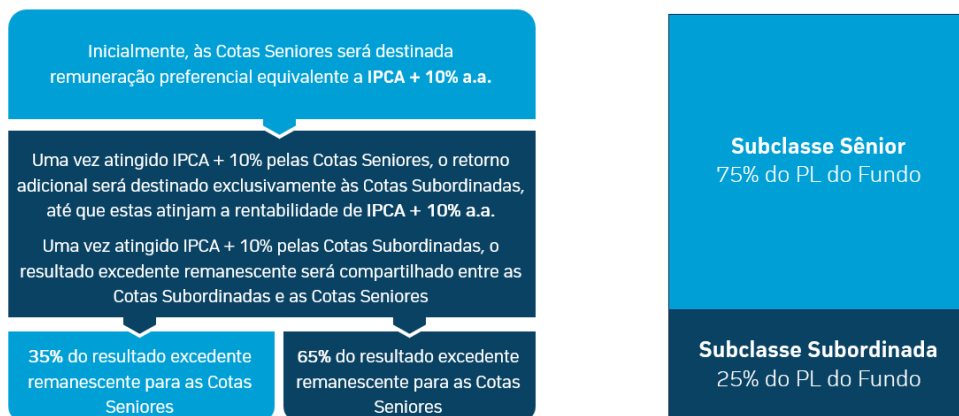 Inicialmente, às Cotas Seniores será destinada
remuneração preferencial equivalente a IPCA + 10% a.a.
Uma vez atingido IPCA + 10% pelas Cotas Seniores, o retorno
adicional será destinado exclusivamente às Cotas Subordinadas,
até que estas atinjam a rentabilidade de IPCA + 10% a.a.
Uma vez atingido IPCA + 10% pelas Cotas Subordinadas, o
resultado excedente remanescente será compartilhado entre as
Cotas Subordinadas e as Cotas Seniores
35% do resultado excedente
remanescente para as Cotas
Seniores
65% do resultado excedente
remanescente para as Cotas
Seniores
Subclasse Sênior
75% do PL do Fundo
Subclasse Subordinada
25% do PL do Fundo